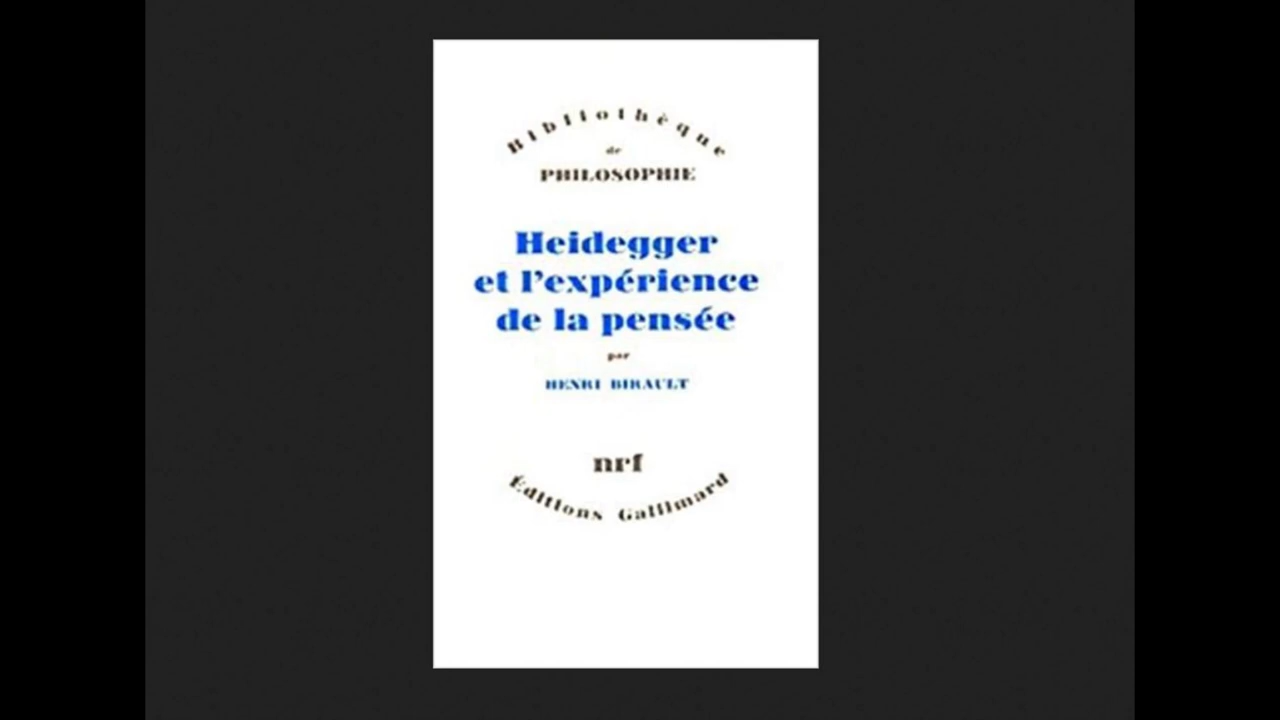 Bibliothèque
de
PHILOSOPHIE
Heidegger
et l'expérience
de la pensée
par
HENRI BIRAULT
nrf
Éditions Gallimard